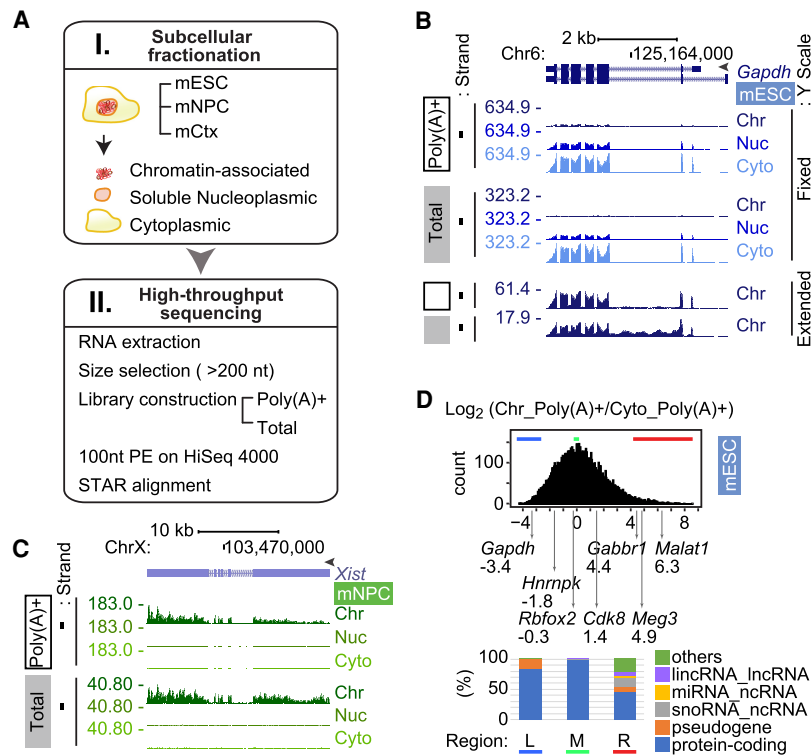 A
I. Subcellular
fractionation
mESC
mNPC
mCtx
Chromatin-associated
Soluble Nucleoplasmic
Cytoplasmic
II. High-throughput
sequencing
RNA extraction
Size selection ( >200 nt)
Library construction
Poly(A)+
Total
100nt PE on HiSeq 4000
STAR alignment
B
2 kb
Chr6: 125,164,000
: Strand
Gapdh
mESC
: Y Scale
Poly(A)+
634.9 - Chr
634.9 - Nuc
634.9 - Cyto
Total
323.2 - Chr
323.2 - Nuc
323.2 - Cyto
Fixed
61.4 - Chr
17.9 - Chr
Extended
C
10 kb
ChrX: 103,470,000
: Strand
Xist
mNPC
Poly(A)+
183.0 - Chr
183.0 - Nuc
183.0 - Cyto
Total
40.80 - Chr
40.80 - Nuc
40.80 - Cyto
D
Log2 (Chr_Poly(A)+/Cyto_Poly(A)+)
count
100
0
−4 0 4 8
mESC
Gapdh
-3.4
Hnrnpk
-1.8
Rbfox2
-0.3
Cdk8
1.4
Gabbr1
4.4
Meg3
4.9
Malat1
6.3
(%)
100
50
0
Region: L M R
others
lincRNA_lncRNA
miRNA_ncRNA
snoRNA_ncRNA
pseudogene
protein-coding